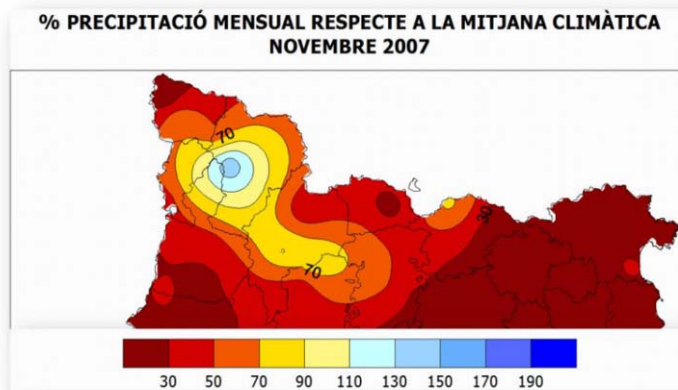 % PRECIPITACIÓ MENSUAL RESPECTE A LA MITJANA CLIMÀTICA
NOVEMBRE 2007
70
30
70
30 50 70 90 110 130 150 170 190